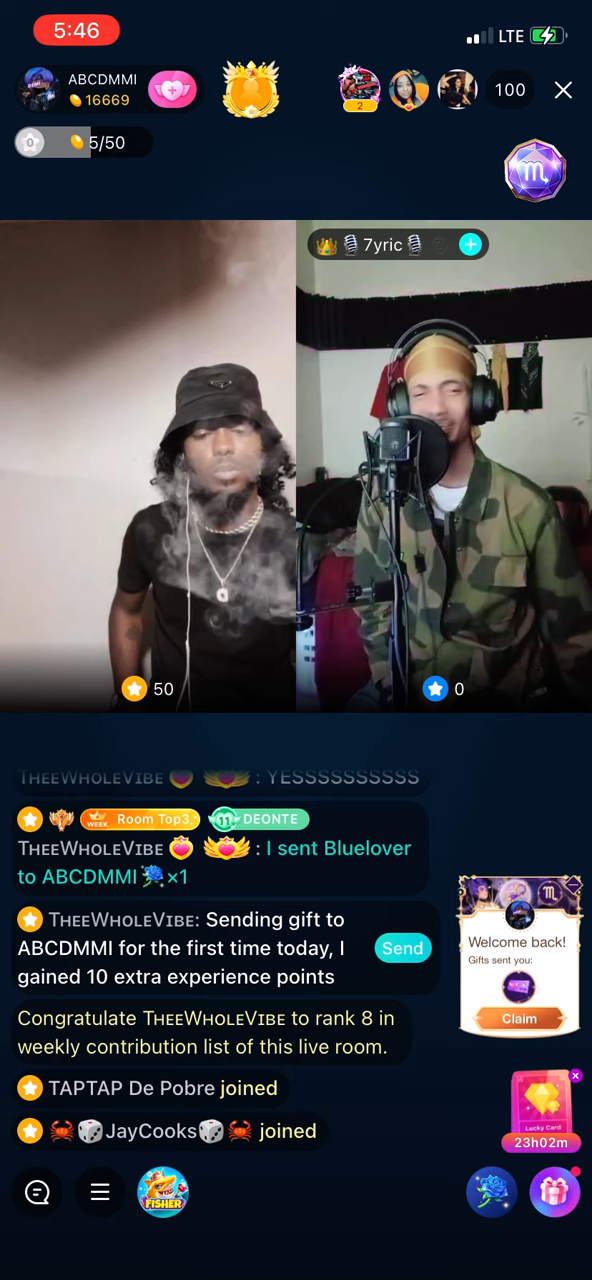 5:46
LTE
ABCDMMI
16669
2
100
0
5/50
7yric
50
0
THEEWHOLEVIBE : YESSSSSSSSSS
WEEK Room Top3 11 DEONTE
THEEWHOLEVIBE : I sent Bluelover
to ABCDMMI ×1
THEEWHOLEVIBE: Sending gift to
ABCDMMI for the first time today, I
gained 10 extra experience points
Send
Congratulate THEEWHOLEVIBE to rank 8 in
weekly contribution list of this live room.
TAPTAP De Pobre joined
JayCooks joined
Welcome back!
Gifts sent you:
Claim
Lucky Card
23h02m
FISHER